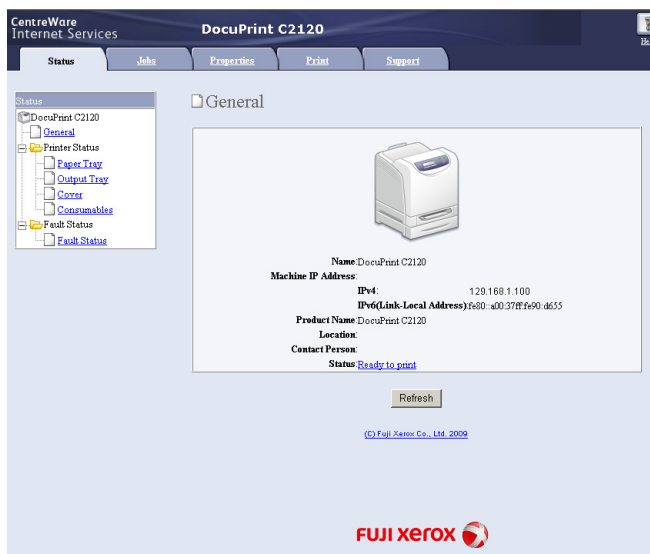 CentreWare
Internet Services
DocuPrint C2120
Status
Jobs
Properties
Print
Support
Status
DocuPrint C2120
General
Printer Status
Paper Tray
Output Tray
Cover
Consumables
Fault Status
Fault Status
General
Name:DocuPrint C2120
Machine IP Address:
IPv4: 129.168.1.100
IPv6(Link-Local Address):fe80::a00:37ff:fe90:d655
Product Name:DocuPrint C2120
Location:
Contact Person:
Status:Ready to print
Refresh
(C) Fuji Xerox Co., Ltd. 2009
FUJI xerox